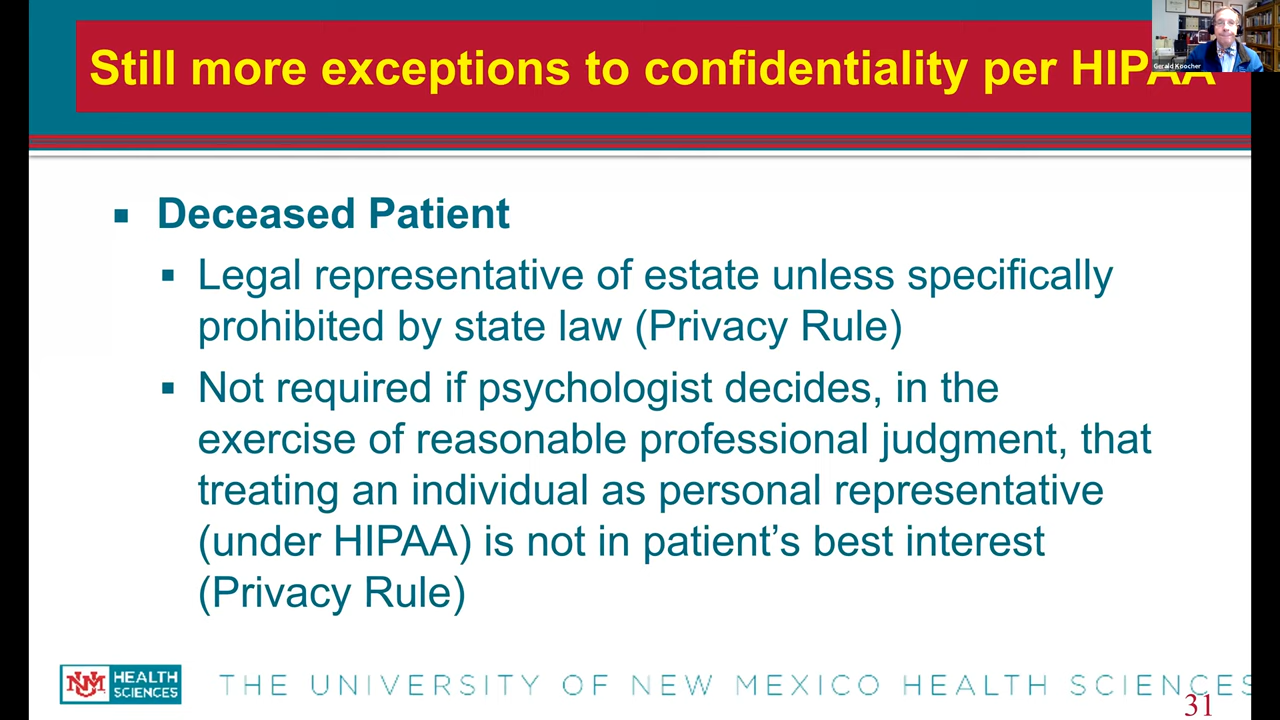 Still more exceptions to confidentiality per HIPAA
Gerald Koocher
▪ Deceased Patient
▪ Legal representative of estate unless specifically
prohibited by state law (Privacy Rule)
▪ Not required if psychologist decides, in the
exercise of reasonable professional judgment, that
treating an individual as personal representative
(under HIPAA) is not in patient’s best interest
(Privacy Rule)
UNM HEALTH
SCIENCES
THE UNIVERSITY OF NEW MEXICO HEALTH SCIENCES
31